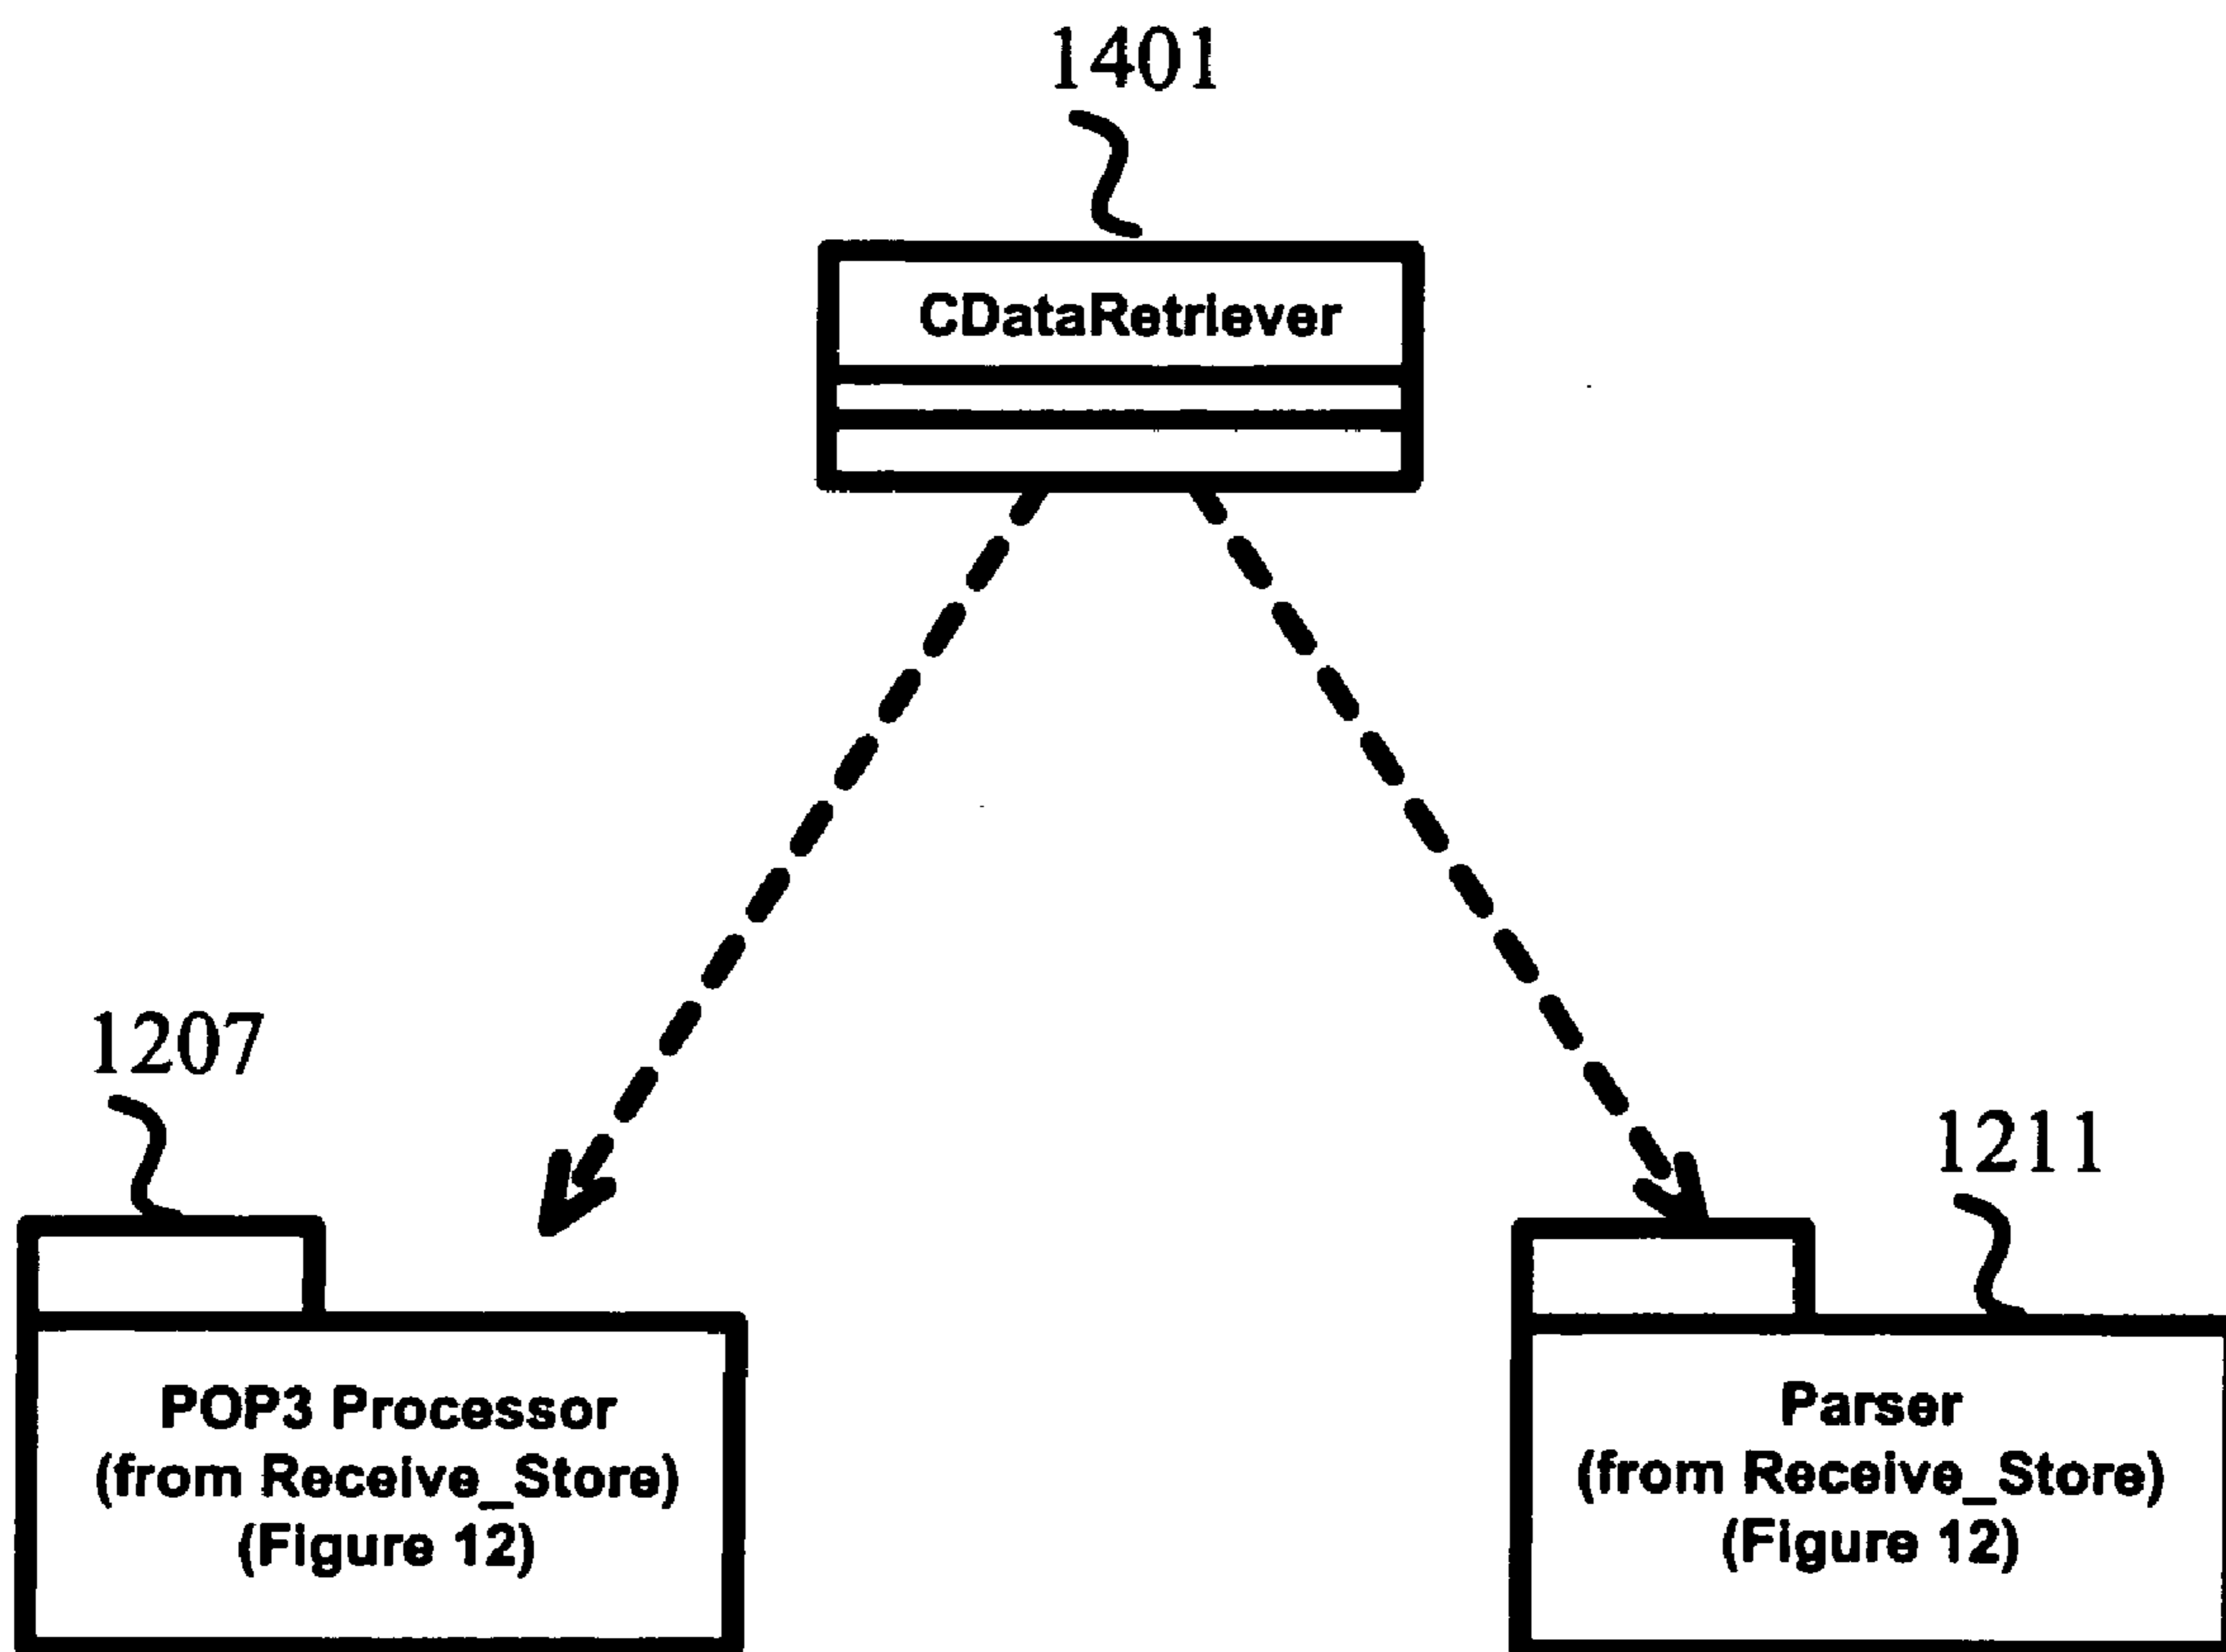 1401
CDataRetriever
1207
1211
POP3 Processor
(from Receive_Store)
(Figure 12)
Parser
(from Receive_Store)
(Figure 12)